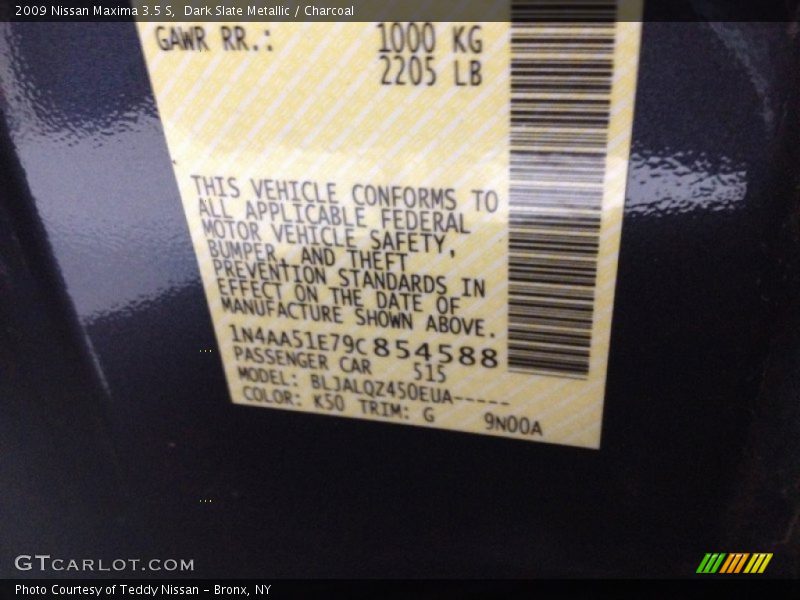 2009 Nissan Maxima 3.5 S,  Dark Slate Metallic / Charcoal
GAWR RR.: 1000 KG
2205 LB
THIS VEHICLE CONFORMS TO
ALL APPLICABLE FEDERAL
MOTOR VEHICLE SAFETY,
BUMPER, AND THEFT
PREVENTION STANDARDS IN
EFFECT ON THE DATE OF
MANUFACTURE SHOWN ABOVE.
1N4AA51E79C854588
PASSENGER CAR 515
MODEL: BLJALQZ450EUA-----
COLOR: K50 TRIM: G 9N00A
GTCARLOT.COM
Photo Courtesy of Teddy Nissan - Bronx, NY